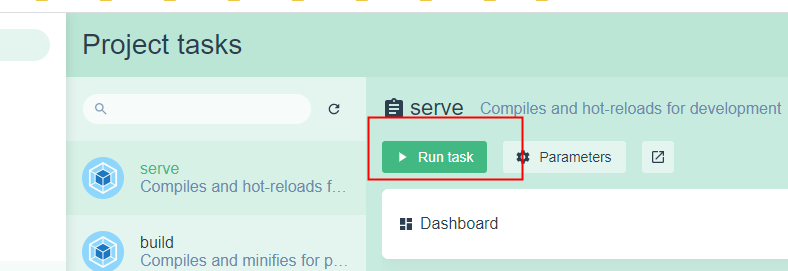 Project tasks
serve
Compiles and hot-reloads f…
build
Compiles and minifies for p…
serve Compiles and hot-reloads for development
Run task Parameters
Dashboard